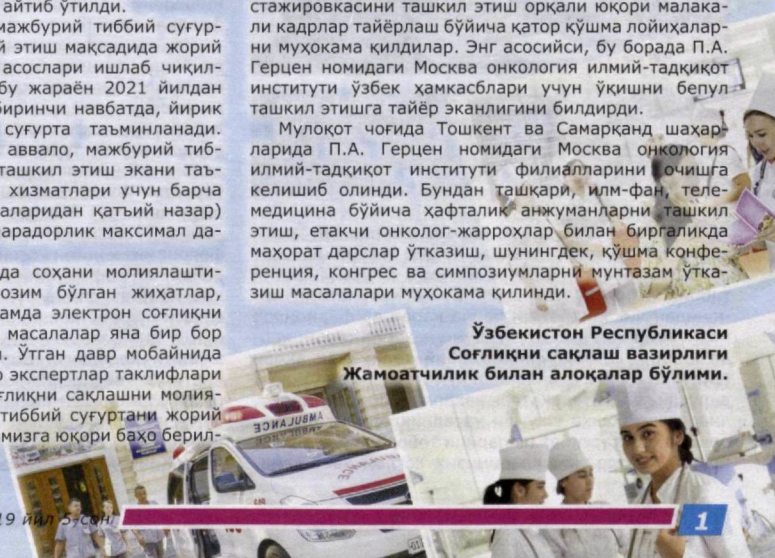 айтиб ўтилди.
мажбурий тиббий суғур-
й этиш мақсадида жорий
асослари ишлаб чиқил-
бу жараён 2021 йилдан
биринчи навбатда, йирик
суғурта таъминланади.
аввало, мажбурий тиб-
ташкил этиш экани таъ-
хизматлари учун барча
аларидан қатъий назар)
арадорлик максимал да-
да соҳани молиялашти-
озим бўлган жиҳатлар,
амда электрон соғлиқни
масалалар яна бир бор
Ўтган давр мобайнида
экспертлар таклифлари
ғлиқни сақлашни молия-
тиббий суғуртани жорий
мизга юқори баҳо берил-
стажировкасини ташкил этиш орқали юқори малака-
ли кадрлар тайёрлаш бўйича қатор қўшма лойиҳалар-
ни муҳокама қилдилар. Энг асосийси, бу борада П.А.
Герцен номидаги Москва онкология илмий-тадқиқот
институти ўзбек ҳамкасблари учун ўқишни бепул
ташкил этишга тайёр эканлигини билдирди.
Мулоқот чоғида Тошкент ва Самарқанд шаҳар-
ларида П.А. Герцен номидаги Москва онкология
илмий-тадқиқот институти филиалларини очишга
келишиб олинди. Бундан ташқари, илм-фан, теле-
медицина бўйича ҳафталик анжуманларни ташкил
этиш, етакчи онколог-жарроҳлар билан биргаликда
маҳорат дарслар ўтказиш, шунингдек, қўшма конфе-
ренция, конгрес ва симпозиумларни мунтазам ўтка-
зиш масалалари муҳокама қилинди.
Ўзбекистон Республикаси
Соғлиқни сақлаш вазирлиги
Жамоатчилик билан алоқалар бўлими.
AMBULANCE
AMBULANCE
19 йил 5-сон
1